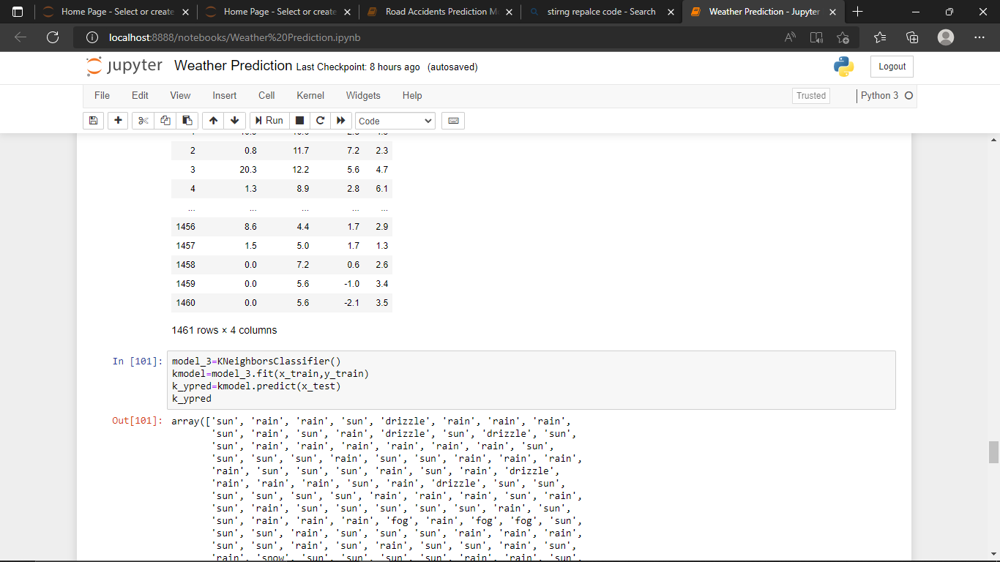 Home Page - Select or create
Home Page - Select or create
Road Accidents Prediction M
stirng repalce code - Search
Weather Prediction - Jupyter
localhost:8888/notebooks/Weather%20Prediction.ipynb
jupyter Weather Prediction Last Checkpoint: 8 hours ago (autosaved)
Logout
File Edit View Insert Cell Kernel Widgets Help
Trusted
Python 3
Run
Code
2 0.8 11.7 7.2 2.3
3 20.3 12.2 5.6 4.7
4 1.3 8.9 2.8 6.1
... ... ... ... ...
1456 8.6 4.4 1.7 2.9
1457 1.5 5.0 1.7 1.3
1458 0.0 7.2 0.6 2.6
1459 0.0 5.6 -1.0 3.4
1460 0.0 5.6 -2.1 3.5
1461 rows × 4 columns
In [101]: model_3=KNeighborsClassifier()
kmodel=model_3.fit(x_train,y_train)
k_ypred=kmodel.predict(x_test)
k_ypred
Out[101]: array(['sun', 'rain', 'rain', 'sun', 'drizzle', 'rain', 'rain', 'rain',
'sun', 'rain', 'sun', 'rain', 'drizzle', 'sun', 'drizzle', 'sun',
'sun', 'rain', 'rain', 'rain', 'rain', 'rain', 'rain', 'sun',
'sun', 'sun', 'sun', 'rain', 'sun', 'sun', 'rain', 'rain', 'rain',
'rain', 'sun', 'sun', 'sun', 'rain', 'sun', 'rain', 'drizzle',
'rain', 'rain', 'rain', 'sun', 'rain', 'drizzle', 'sun', 'sun',
'sun', 'sun', 'sun', 'sun', 'rain', 'rain', 'rain', 'sun', 'rain',
'sun', 'rain', 'sun', 'sun', 'sun', 'sun', 'sun', 'rain', 'sun',
'sun', 'rain', 'rain', 'rain', 'fog', 'rain', 'fog', 'fog', 'sun',
'sun', 'sun', 'rain', 'sun', 'sun', 'sun', 'rain', 'rain', 'rain',
'sun', 'sun', 'rain', 'sun', 'rain', 'sun', 'sun', 'rain', 'sun',
'rain', 'snow', 'sun', 'sun', 'sun', 'sun', 'rain', 'rain', 'sun',